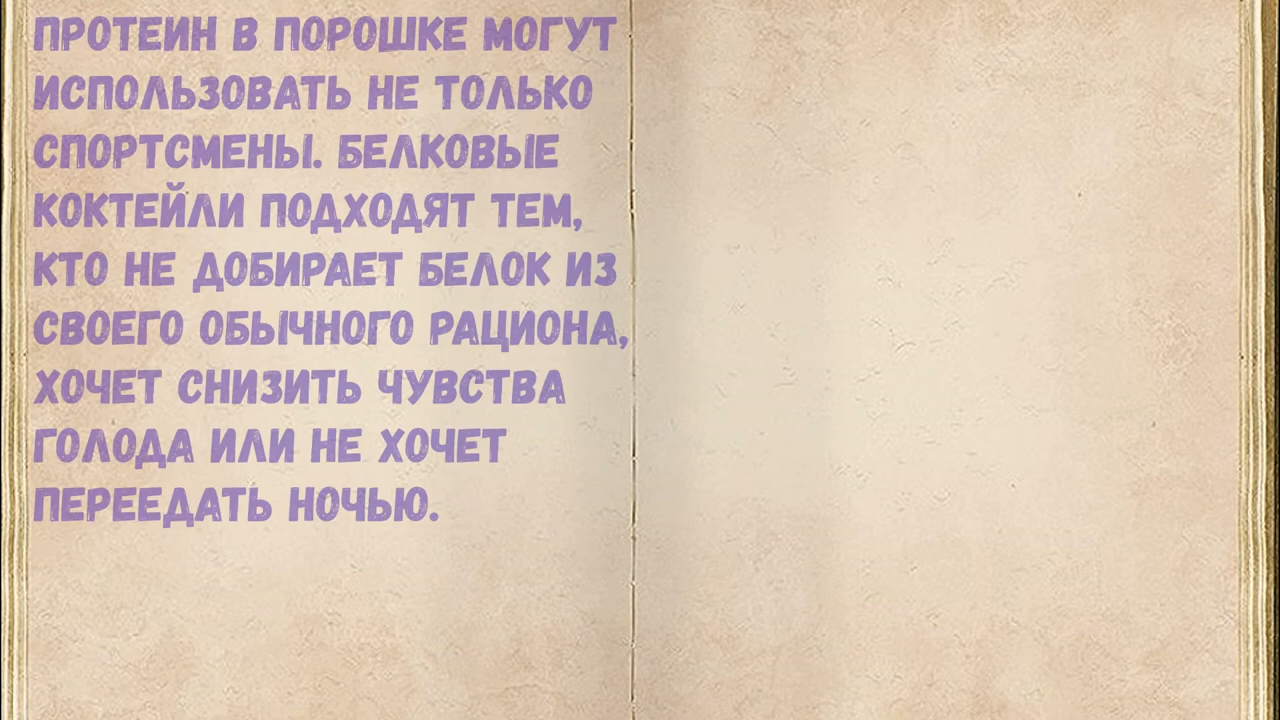 ПРОТЕИН В ПОРОШКЕ МОГУТ
ИСПОЛЬЗОВАТЬ НЕ ТОЛЬКО
СПОРТСМЕНЫ. БЕЛКОВЫЕ
КОКТЕЙЛИ ПОДХОДЯТ ТЕМ,
КТО НЕ ДОБИРАЕТ БЕЛОК ИЗ
СВОЕГО ОБЫЧНОГО РАЦИОНА,
ХОЧЕТ СНИЗИТЬ ЧУВСТВА
ГОЛОДА ИЛИ НЕ ХОЧЕТ
ПЕРЕЕДАТЬ НОЧЬЮ.